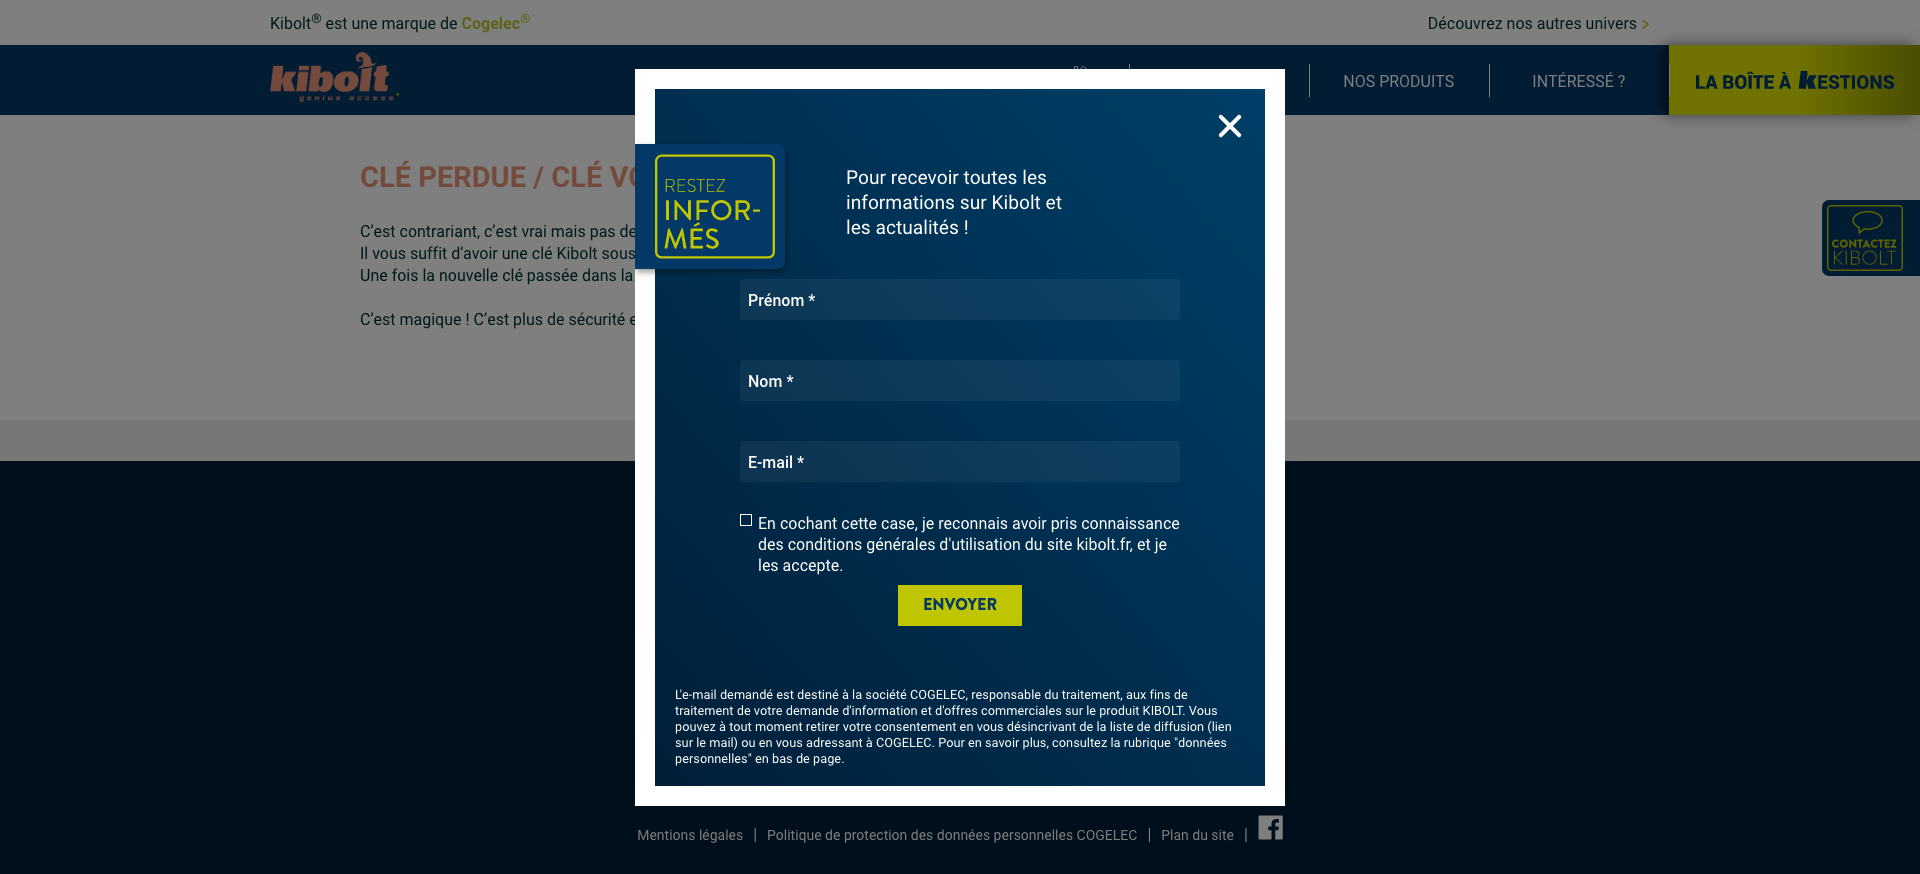 Kibolt® est une marque de Cogelec®
Découvrez nos autres univers >
kibolt
genius access
NOS PRODUITS
INTÉRESSÉ ?
LA BOÎTE À kESTIONS
CLÉ PERDUE / CLÉ
C'est contrariant, c'est vrai mais pas de
Il vous suffit d'avoir une clé Kibolt sous
Une fois la nouvelle clé passée dans la
C'est magique ! C'est plus de sécurité
RESTEZ
INFOR-
MÉS
Pour recevoir toutes les
informations sur Kibolt et
les actualités !
Prénom *
Nom *
E-mail *
En cochant cette case, je reconnais avoir pris connaissance
des conditions générales d'utilisation du site kibolt.fr, et je
les accepte.
ENVOYER
L'e-mail demandé est destiné à la société COGELEC, responsable du traitement, aux fins de
traitement de votre demande d'information et d'offres commerciales sur le produit KIBOLT. Vous
pouvez à tout moment retirer votre consentement en vous désincrivant de la liste de diffusion (lien
sur le mail) ou en vous adressant à COGELEC. Pour en savoir plus, consultez la rubrique "données
personnelles" en bas de page.
CONTACTEZ
KIBOLT
Mentions légales | Politique de protection des données personnelles COGELEC | Plan du site |